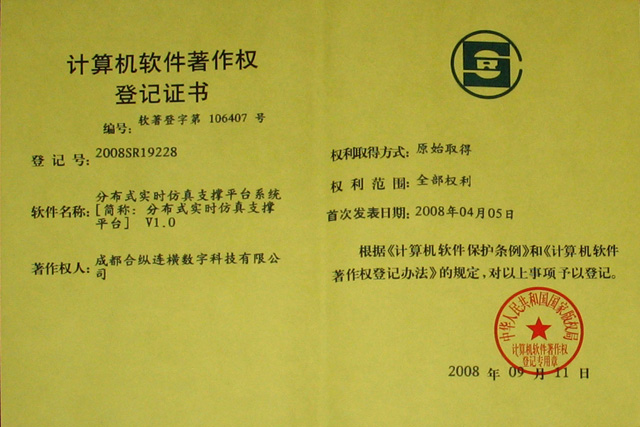 计算机软件著作权
登记证书
编号: 软著登字第 106407 号
登 记 号: 2008SR19228
软件名称: 分布式实时仿真支撑平台系统
[简称: 分布式实时仿真支撑
平台] V1.0
著作权人: 成都合纵连横数字科技有限公
司
权利取得方式: 原始取得
权 利 范 围: 全部权利
首次发表日期: 2008年04月05日
根据《计算机软件保护条例》和《计算机软件
著作权登记办法》的规定, 对以上事项予以登记。
中华人民共和国国家版权局
计算机软件著作权
登记专用章
2008 年 09 月 11 日